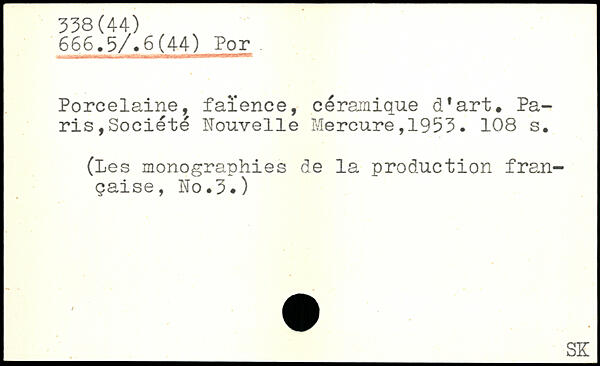 338(44)
666.5/.6(44) Por
Porcelaine, faïence, céramique d'art. Pa-
ris,Société Nouvelle Mercure,1953. 108 s.
(Les monographies de la production fran-
çaise, No.3.)
SK